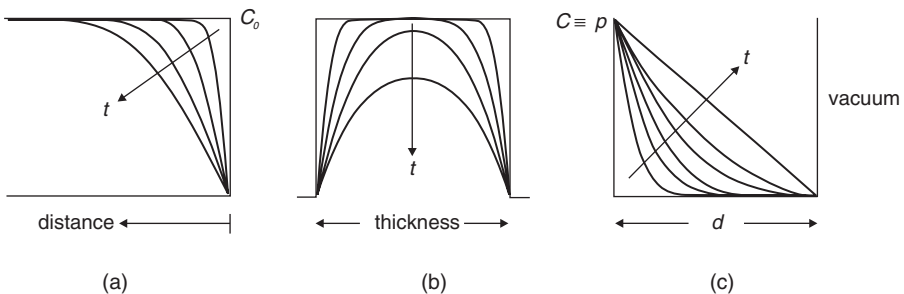 C₀
t
distance
(a)
t
thickness
(b)
C ≡ p
t
vacuum
d
(c)